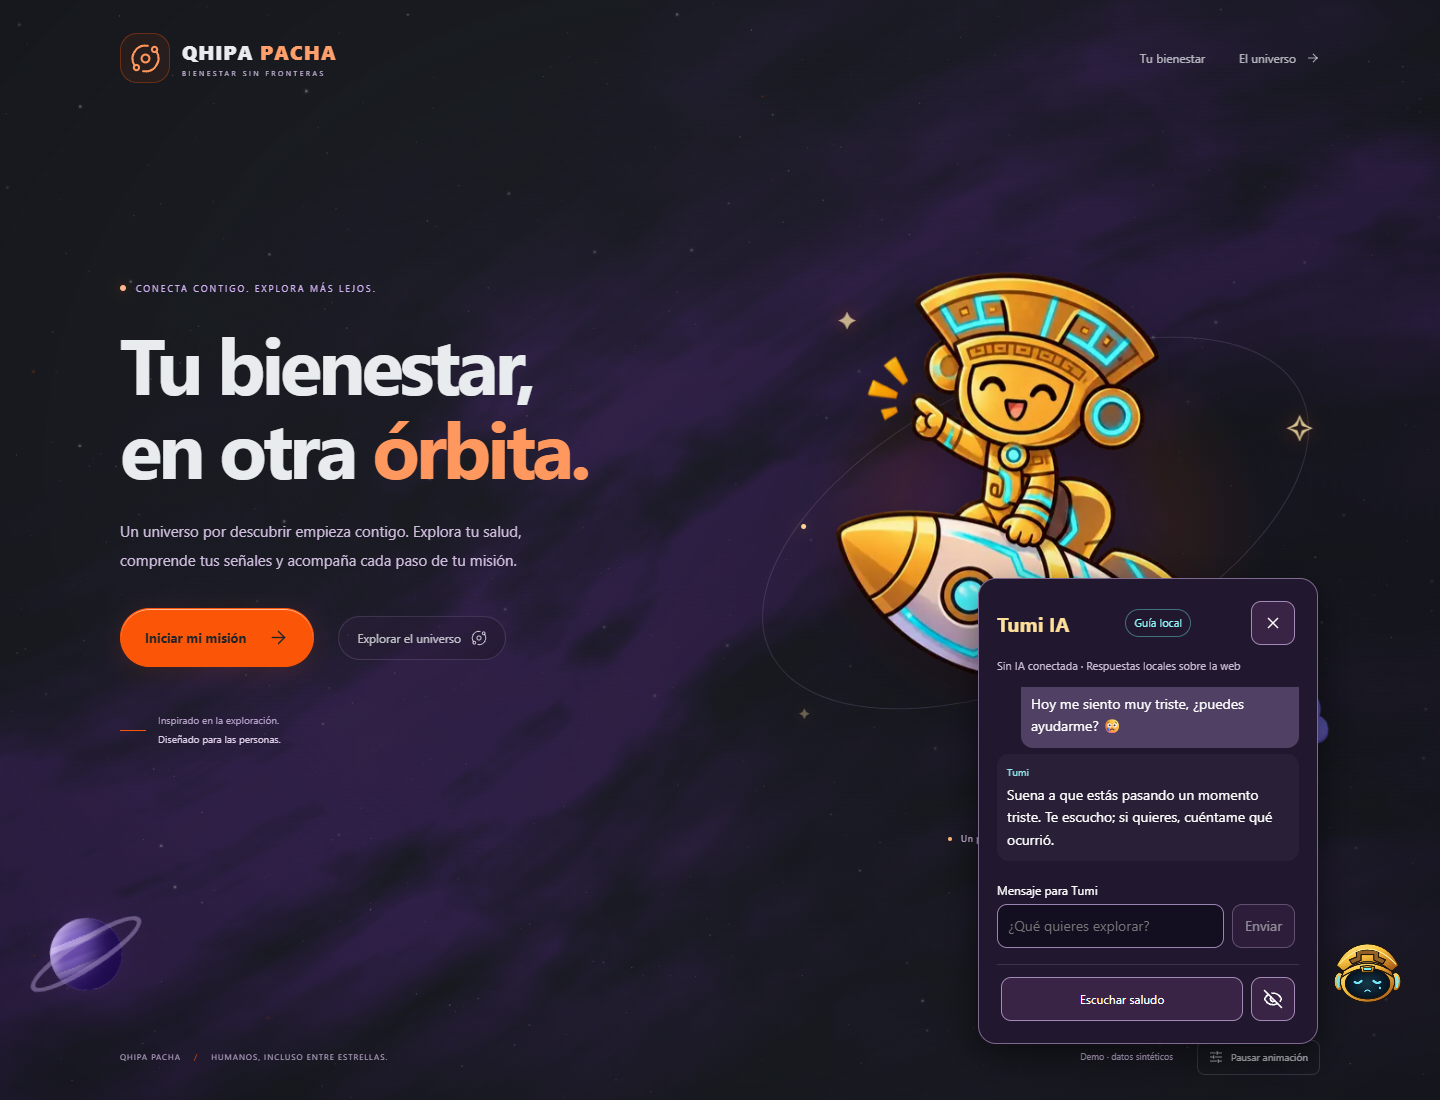 QHIPA PACHA
BIENESTAR SIN FRONTERAS
Tu bienestar
El universo
CONECTA CONTIGO. EXPLORA MÁS LEJOS.
Tu bienestar,
en otra órbita.
Un universo por descubrir empieza contigo. Explora tu salud,
comprende tus señales y acompaña cada paso de tu misión.
Iniciar mi misión
Explorar el universo
Inspirado en la exploración.
Diseñado para las personas.
Un
Tumi IA
Guía local
Sin IA conectada · Respuestas locales sobre la web
Hoy me siento muy triste, ¿puedes
ayudarme? 😰
Tumi
Suena a que estás pasando un momento
triste. Te escucho; si quieres, cuéntame qué
ocurrió.
Mensaje para Tumi
¿Qué quieres explorar?
Enviar
Escuchar saludo
QHIPA PACHA / HUMANOS, INCLUSO ENTRE ESTRELLAS.
Demo · datos sintéticos
Pausar animación